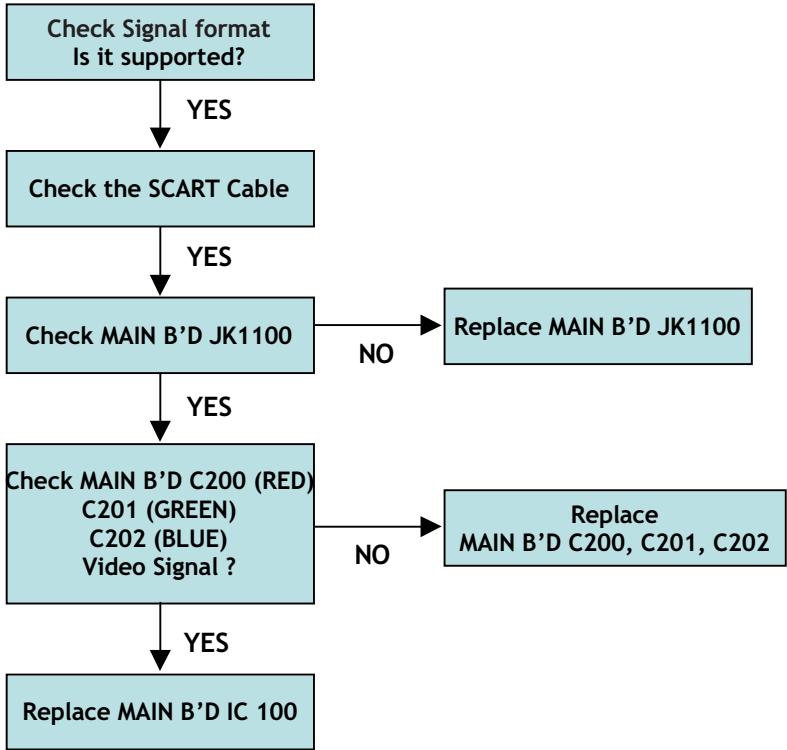 Check Signal format
Is it supported?
YES
Check the SCART Cable
YES
Check MAIN B’D JK1100
NO
Replace MAIN B’D JK1100
YES
Check MAIN B’D C200 (RED)
C201 (GREEN)
C202 (BLUE)
Video Signal ?
NO
Replace
MAIN B’D C200, C201, C202
YES
Replace MAIN B’D IC 100